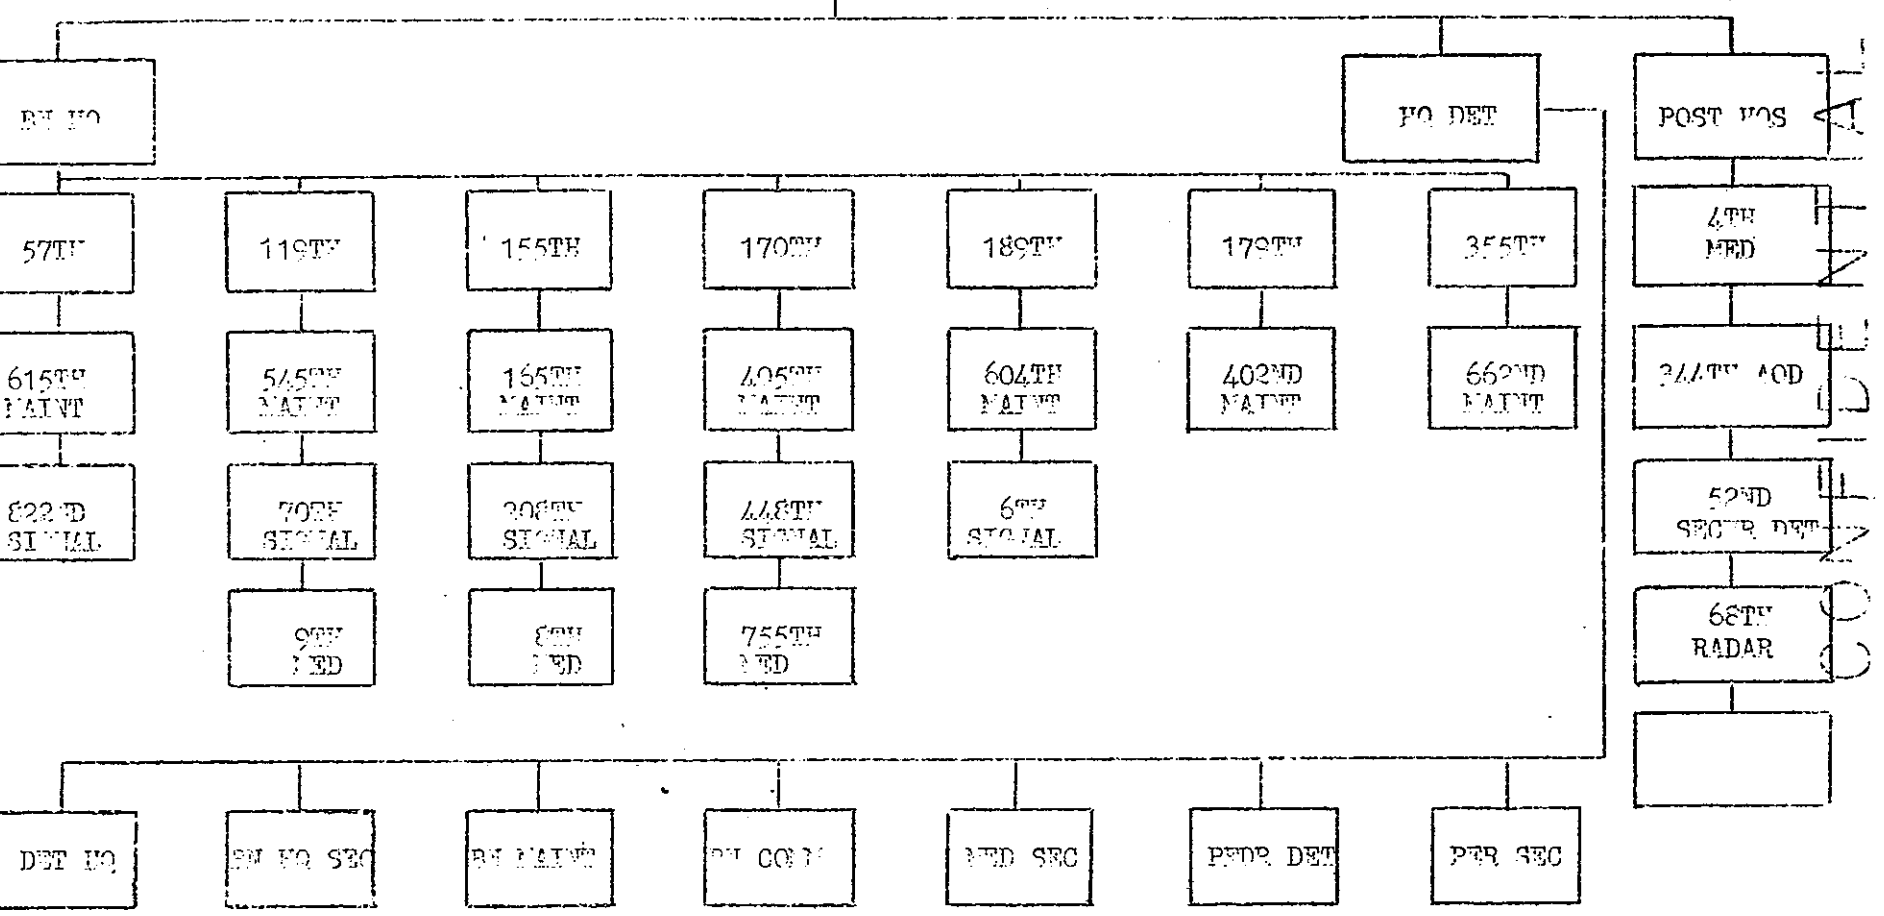 BN HQ
HQ DET
POST HQS
57TH
119TH
155TH
170TH
189TH
179TH
355TH
4TH
MED
615TH
MAINT
545TH
MAINT
165TH
MAINT
405TH
MAINT
604TH
MAINT
402ND
MAINT
662ND
MAINT
344TH AOD
822ND
SIGNAL
70TH
SIGNAL
208TH
SIGNAL
448TH
SIGNAL
6TH
SIGNAL
52ND
SECUR DET
9TH
MED
8TH
MED
755TH
MED
68TH
RADAR
DET HQ
BN HQ SEC
BN MAINT
BN COMM
MED SEC
PFDR DET
PER SEC
CONFIDENTIAL